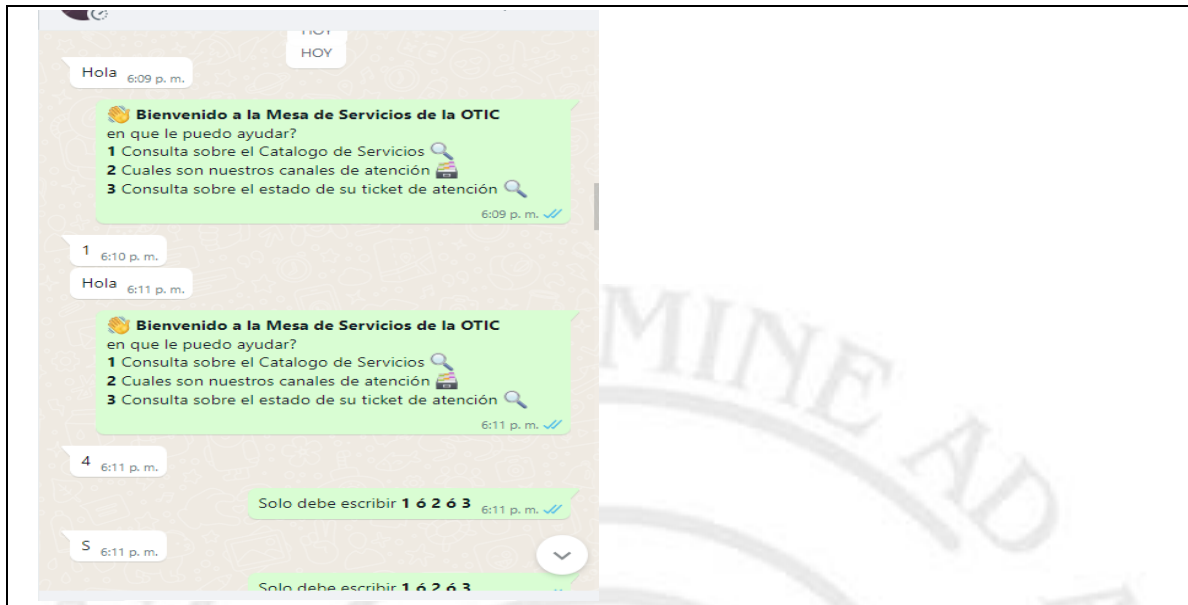 HOY
HOY
Hola 6:09 p. m.
👋 Bienvenido a la Mesa de Servicios de la OTIC
en que le puedo ayudar?
1 Consulta sobre el Catalogo de Servicios 🔍
2 Cuales son nuestros canales de atención 🗃️
3 Consulta sobre el estado de su ticket de atención 🔍
6:09 p. m.
1 6:10 p. m.
Hola 6:11 p. m.
👋 Bienvenido a la Mesa de Servicios de la OTIC
en que le puedo ayudar?
1 Consulta sobre el Catalogo de Servicios 🔍
2 Cuales son nuestros canales de atención 🗃️
3 Consulta sobre el estado de su ticket de atención 🔍
6:11 p. m.
4 6:11 p. m.
Solo debe escribir 1 ó 2 ó 3 6:11 p. m.
S 6:11 p. m.
Solo debe escribir 1 ó 2 ó 3
MINE AD